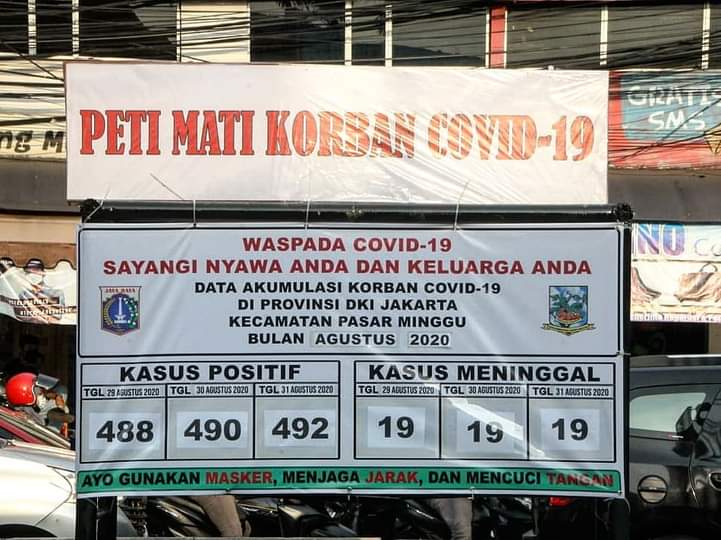 PETI MATI KORBAN COVID-19
GRATIS
SMS
WASPADA COVID-19
SAYANGI NYAWA ANDA DAN KELUARGA ANDA
DATA AKUMULASI KORBAN COVID-19
DI PROVINSI DKI JAKARTA
KECAMATAN PASAR MINGGU
BULAN AGUSTUS 2020
JAYA RAYA
KASUS POSITIF
TGL 29 AGUSTUS 2020 TGL 30 AGUSTUS 2020 TGL 31 AGUSTUS 2020
488 490 492
KASUS MENINGGAL
TGL 29 AGUSTUS 2020 TGL 30 AGUSTUS 2020 TGL 31 AGUSTUS 2020
19 19 19
AYO GUNAKAN MASKER, MENJAGA JARAK, DAN MENCUCI TANGAN